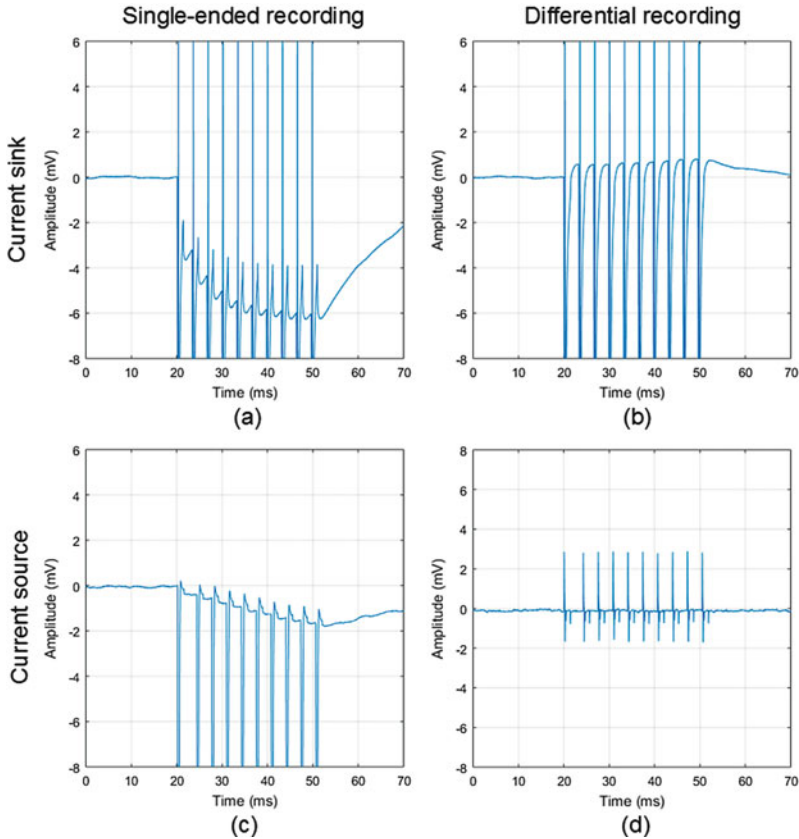 Single-ended recording
Differential recording
Current sink
Amplitude (mV)
6
4
2
0
-2
-4
-6
-8
0 10 20 30 40 50 60 70
Time (ms)
(a)
Amplitude (mV)
6
4
2
0
-2
-4
-6
-8
0 10 20 30 40 50 60 70
Time (ms)
(b)
Current source
Amplitude (mV)
6
4
2
0
-2
-4
-6
-8
0 10 20 30 40 50 60 70
Time (ms)
(c)
Amplitude (mV)
8
6
4
2
0
-2
-4
-6
-8
0 10 20 30 40 50 60 70
Time (ms)
(d)